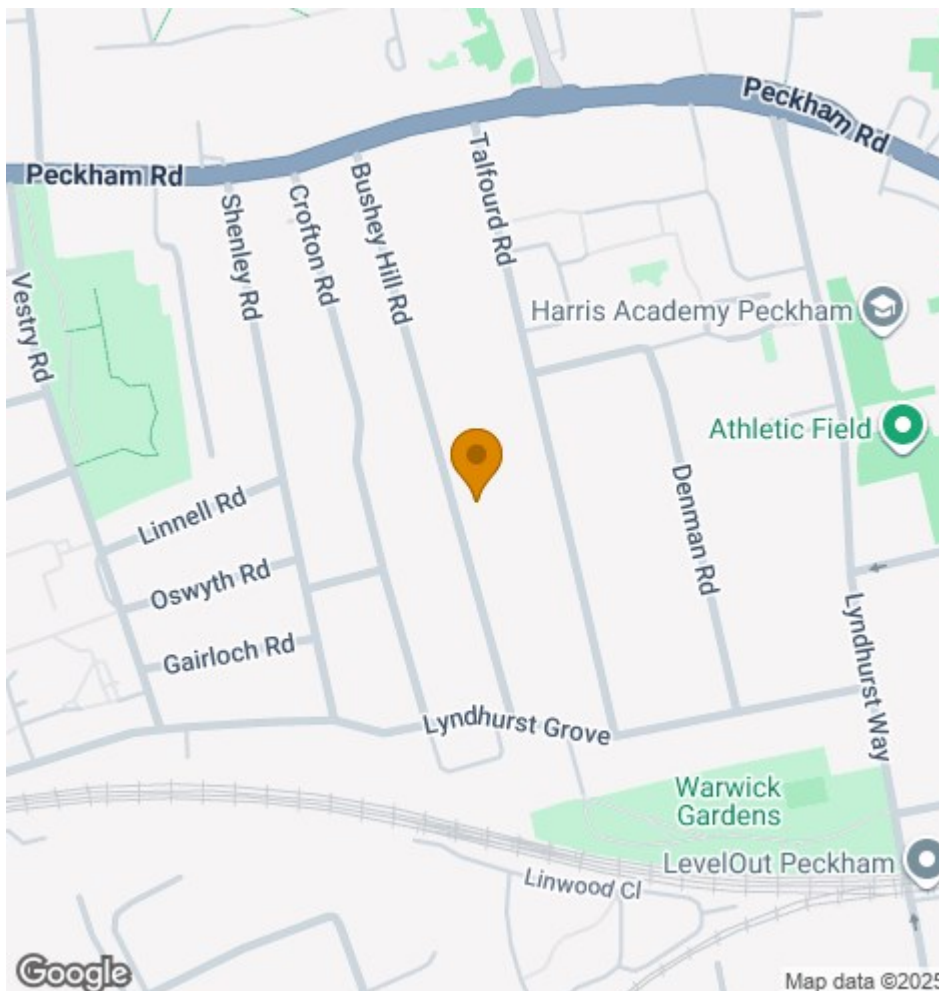 Peckham Rd
Peckham Rd
Shenley Rd
Crofton Rd
Bushey Hill Rd
Talfourd Rd
Vestry Rd
Harris Academy Peckham
Athletic Field
Linnell Rd
Denman Rd
Oswyth Rd
Gairloch Rd
Lyndhurst Way
Lyndhurst Grove
Warwick
Gardens
LevelOut Peckham
Linwood Cl
Google
Map data ©2025